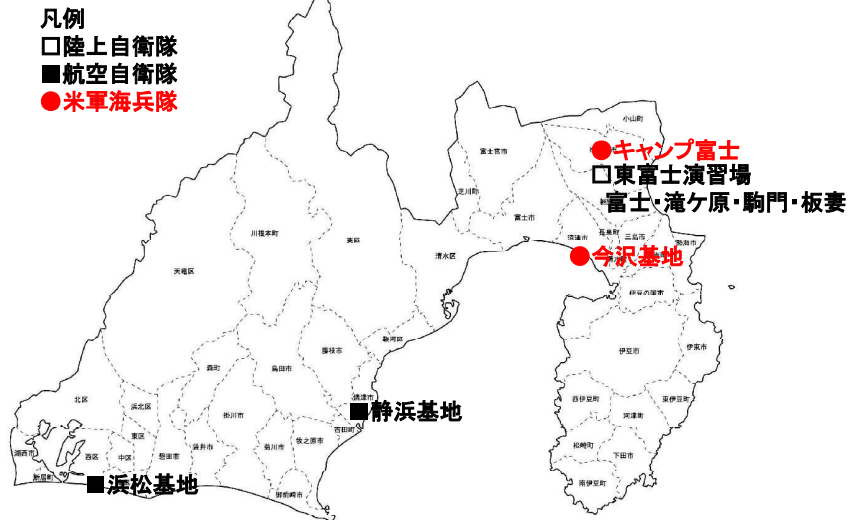 凡例
□陸上自衛隊
■航空自衛隊
●米軍海兵隊
小山町
●キャンプ富士
□東富士演習場
富士・滝ケ原・駒門・板妻
富士宮市
芝川町
富士市
沼津市
長泉町
三島市
熱海市
●今沢基地
川根本町
葵区
清水区
天竜区
伊豆の国市
駿河区
藤枝市
伊豆市
伊東市
森町
島田市
焼津市
■静浜基地
北区
浜北区
掛川市
吉田町
西伊豆町
東伊豆町
河津町
東区
湖西市
西区
中区
磐田市
袋井市
菊川市
牧之原市
松崎町
下田市
新居町
■浜松基地
御前崎市
南伊豆町